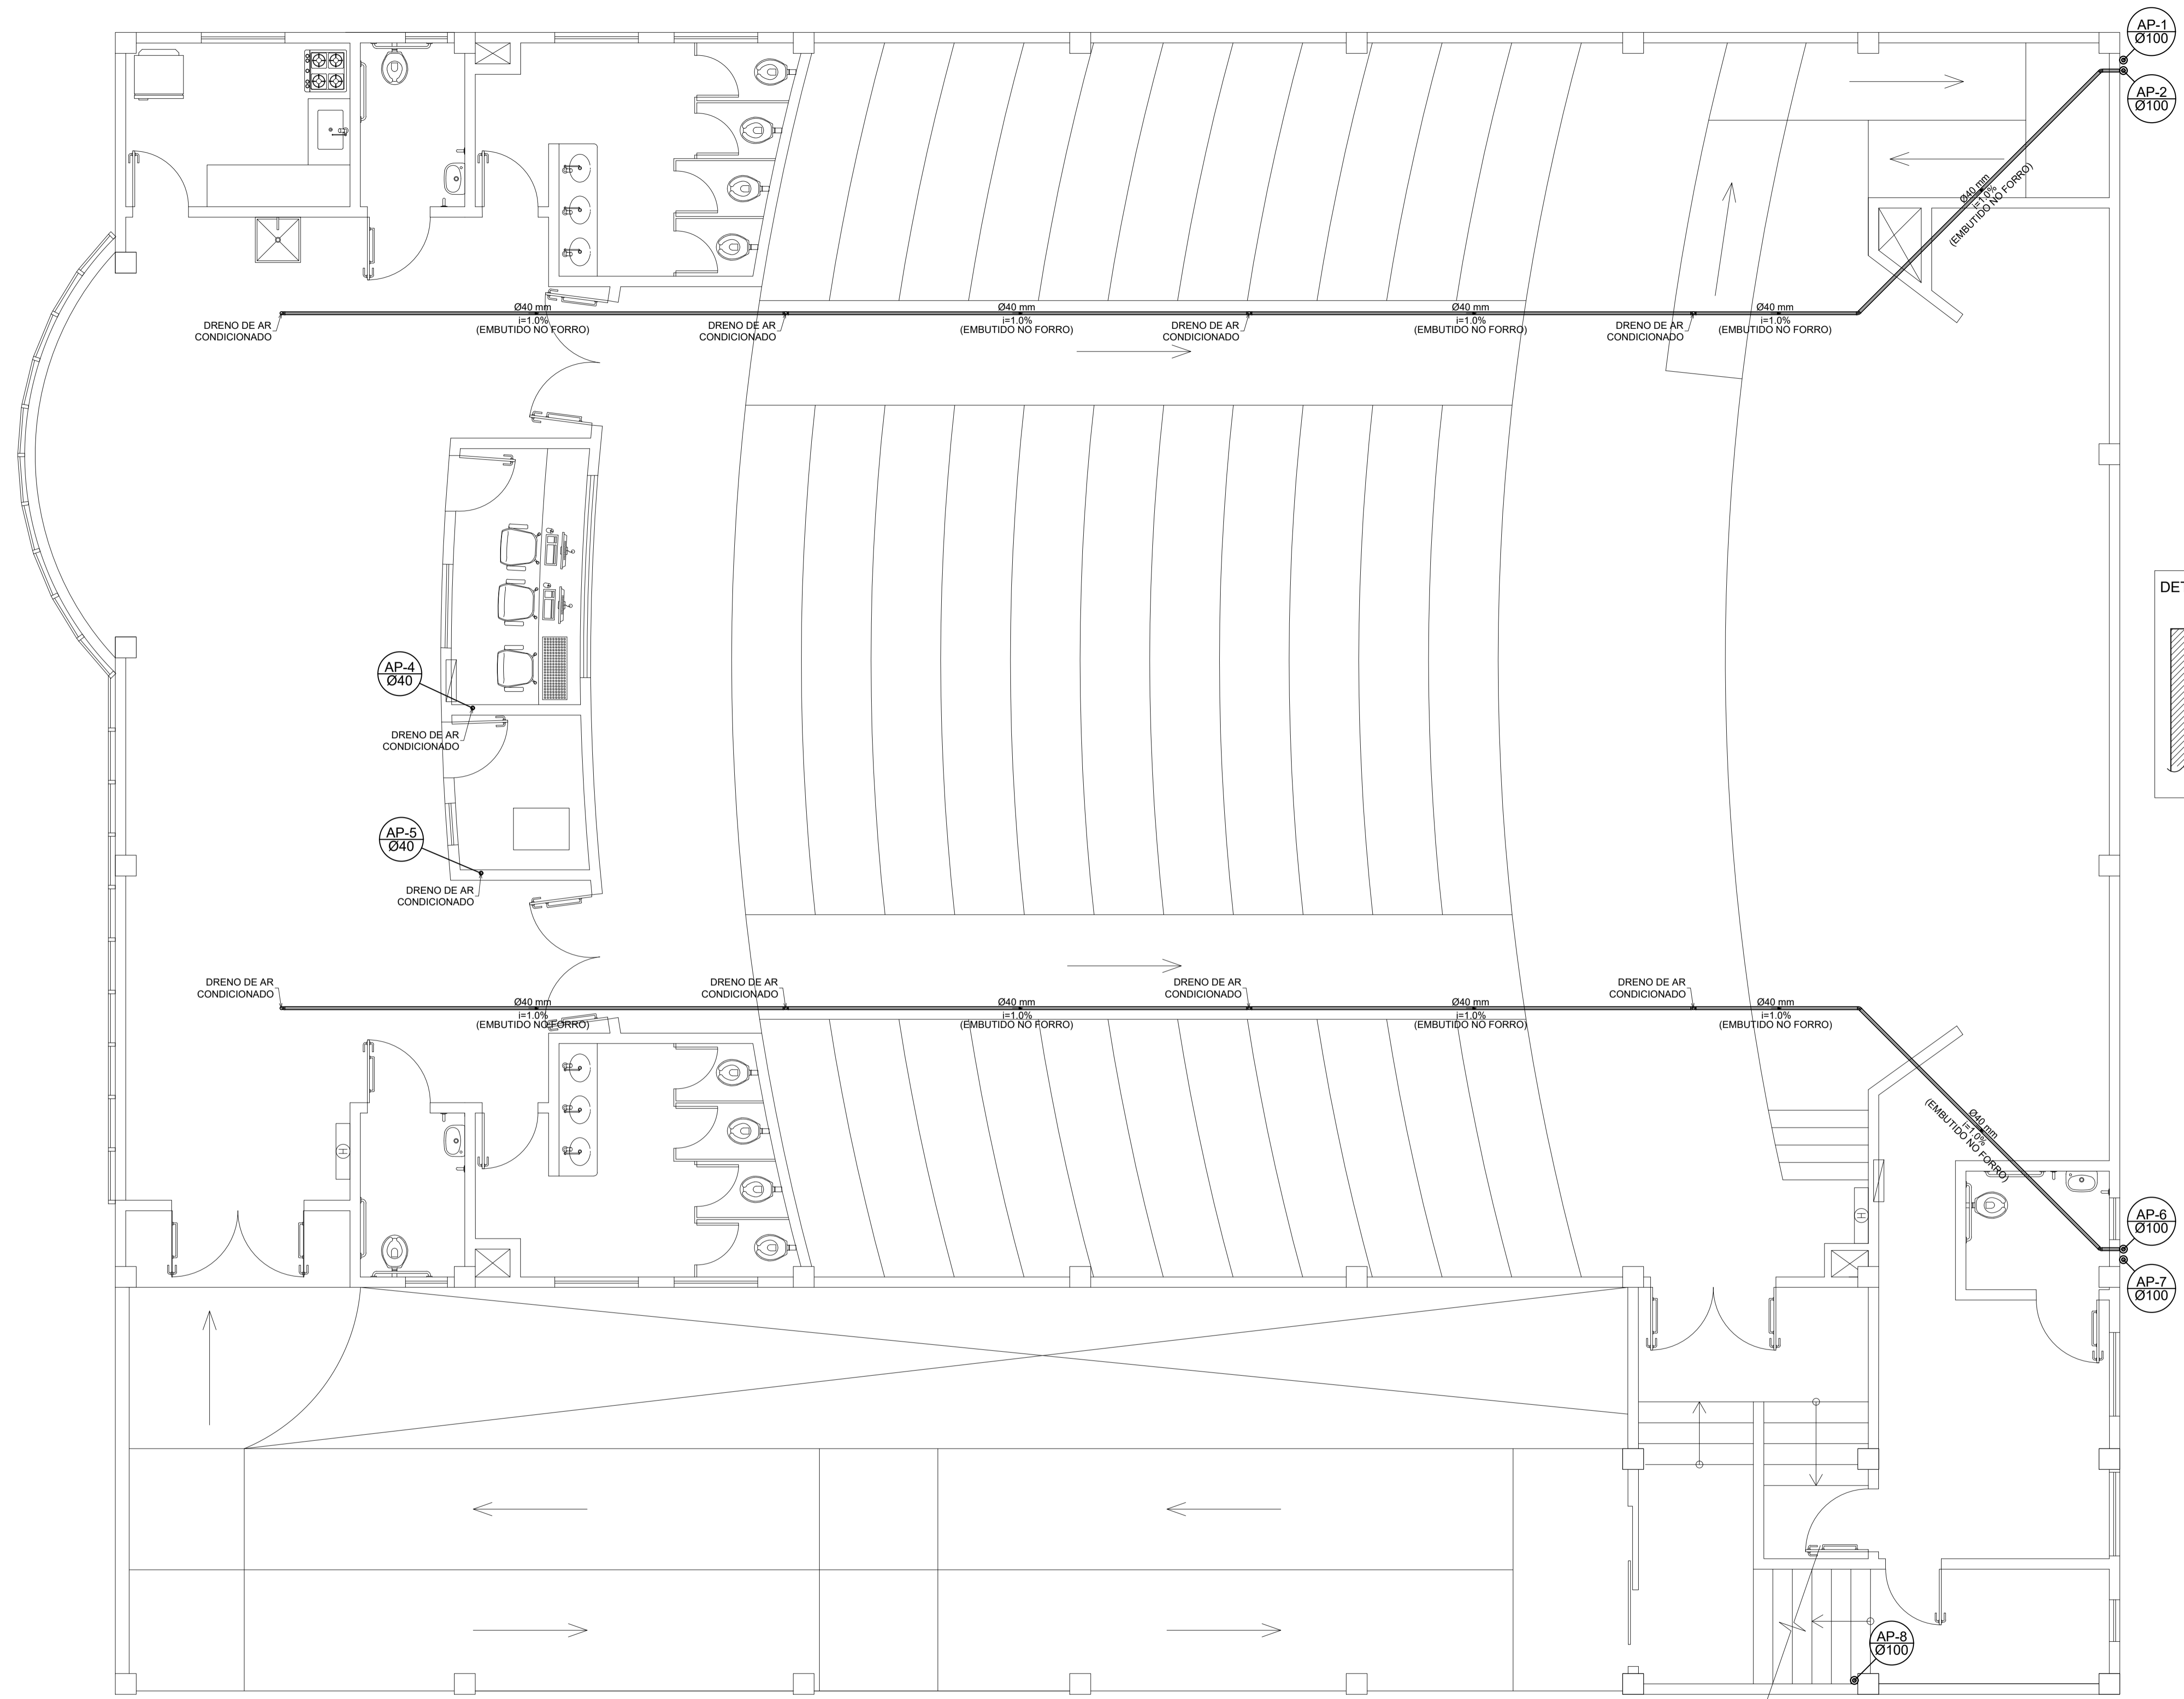 AP-1
Ø100
AP-2
Ø100
Ø40 mm
i=1.0%
(EMBUTIDO NO FORRO)
DRENO DE AR
CONDICIONADO
Ø40 mm
i=1.0%
(EMBUTIDO NO FORRO)
DRENO DE AR
CONDICIONADO
Ø40 mm
i=1.0%
(EMBUTIDO NO FORRO)
DRENO DE AR
CONDICIONADO
Ø40 mm
i=1.0%
(EMBUTIDO NO FORRO)
DRENO DE AR
CONDICIONADO
Ø40 mm
i=1.0%
(EMBUTIDO NO FORRO)
AP-4
Ø40
DRENO DE AR
CONDICIONADO
AP-5
Ø40
DRENO DE AR
CONDICIONADO
DRENO DE AR
CONDICIONADO
Ø40 mm
i=1.0%
(EMBUTIDO NO FORRO)
DRENO DE AR
CONDICIONADO
Ø40 mm
i=1.0%
(EMBUTIDO NO FORRO)
DRENO DE AR
CONDICIONADO
Ø40 mm
i=1.0%
(EMBUTIDO NO FORRO)
DRENO DE AR
CONDICIONADO
Ø40 mm
i=1.0%
(EMBUTIDO NO FORRO)
Ø40 mm
i=1.0%
(EMBUTIDO NO FORRO)
H
H
AP-6
Ø100
AP-7
Ø100
AP-8
Ø100